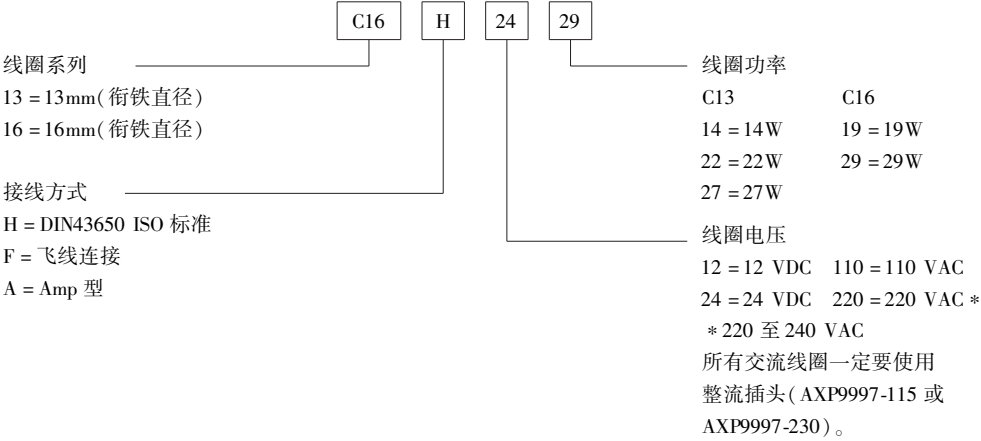 C16 H 24 29
线圈系列
13 = 13mm(衔铁直径)
16 = 16mm(衔铁直径)
接线方式
H = DIN43650 ISO 标准
F = 飞线连接
A = Amp 型
线圈功率
C13 C16
14 = 14W 19 = 19W
22 = 22W 29 = 29W
27 = 27W
线圈电压
12 = 12 VDC 110 = 110 VAC
24 = 24 VDC 220 = 220 VAC *
* 220 至 240 VAC
所有交流线圈一定要使用
整流插头(AXP9997-115 或
AXP9997-230)。